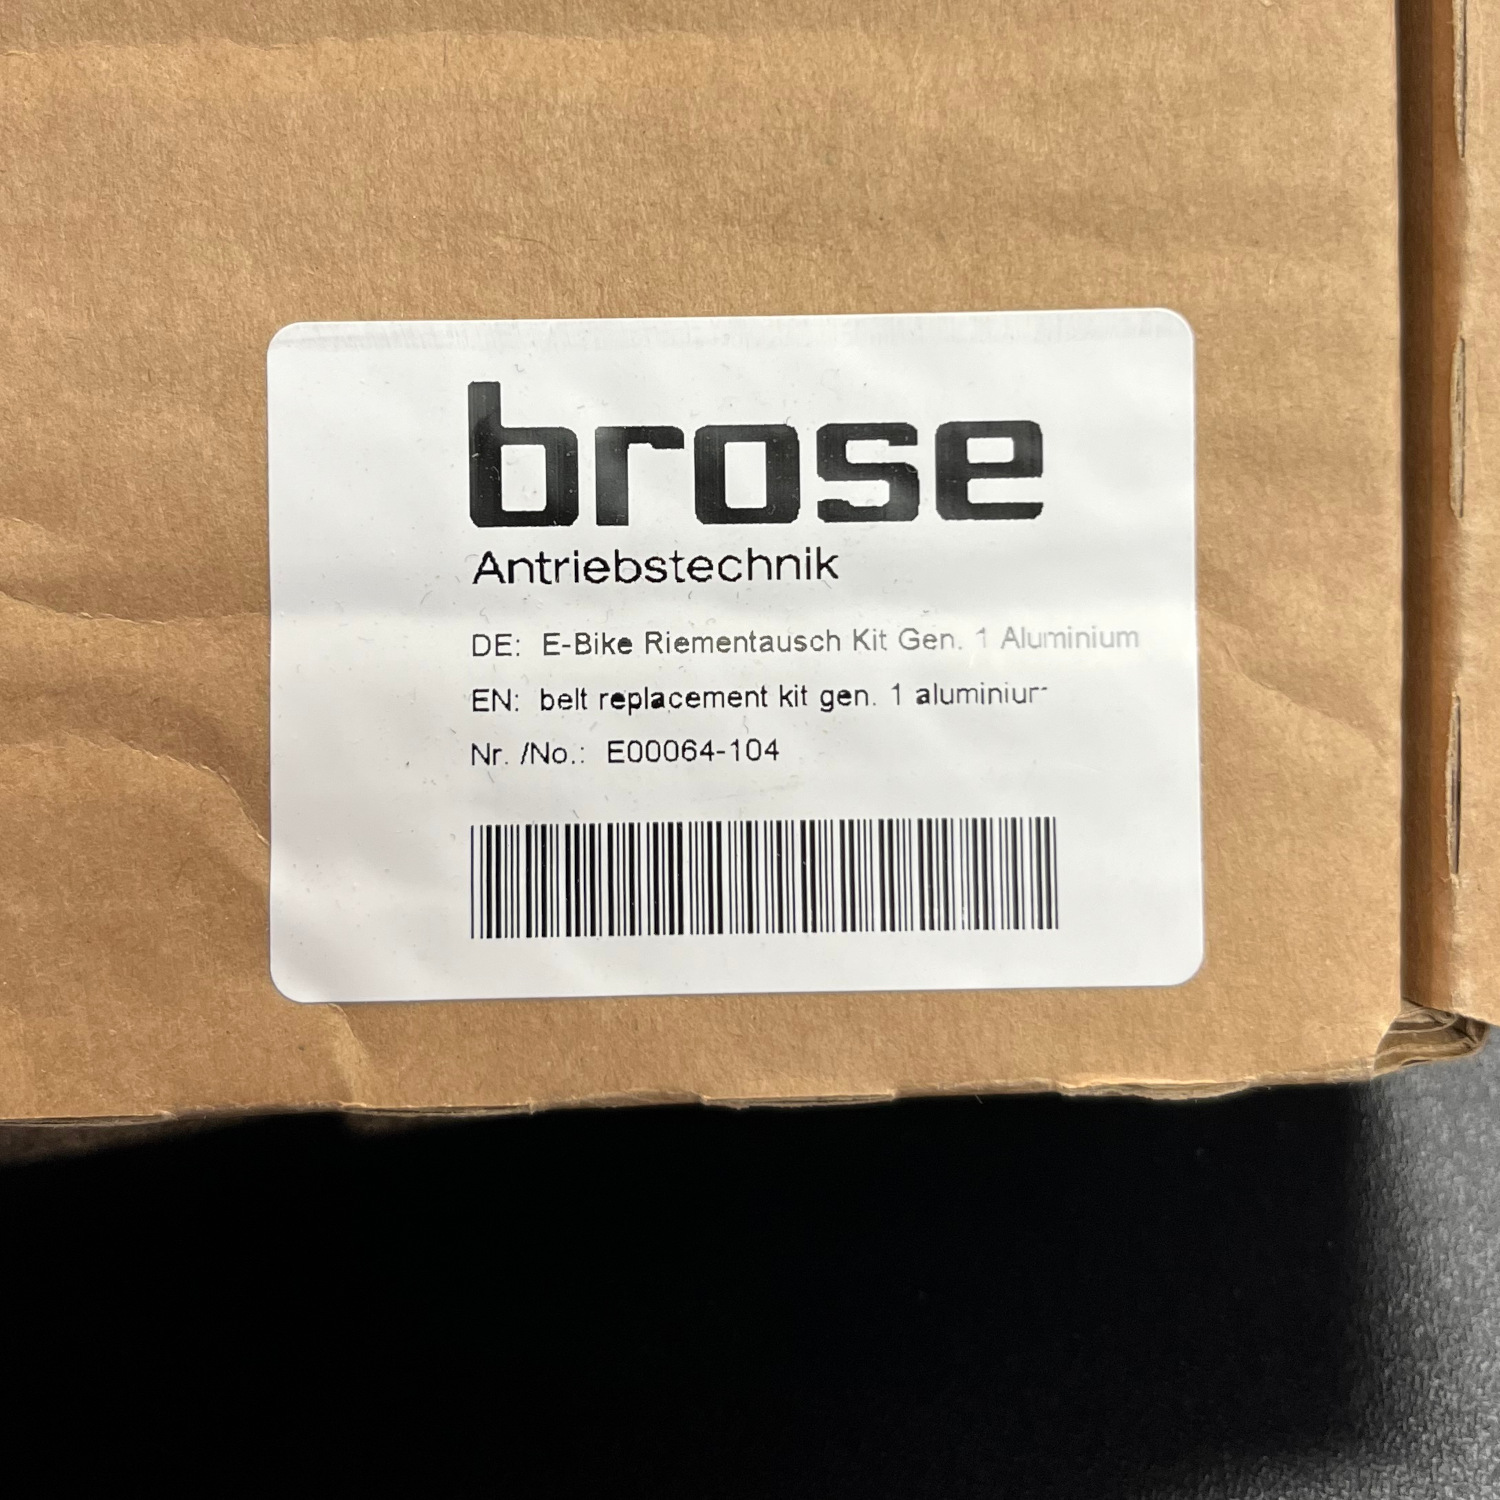 brose
Antriebstechnik
DE: E-Bike Riementausch Kit Gen. 1 Aluminium
EN: belt replacement kit gen. 1 aluminium
Nr. /No.: E00064-104